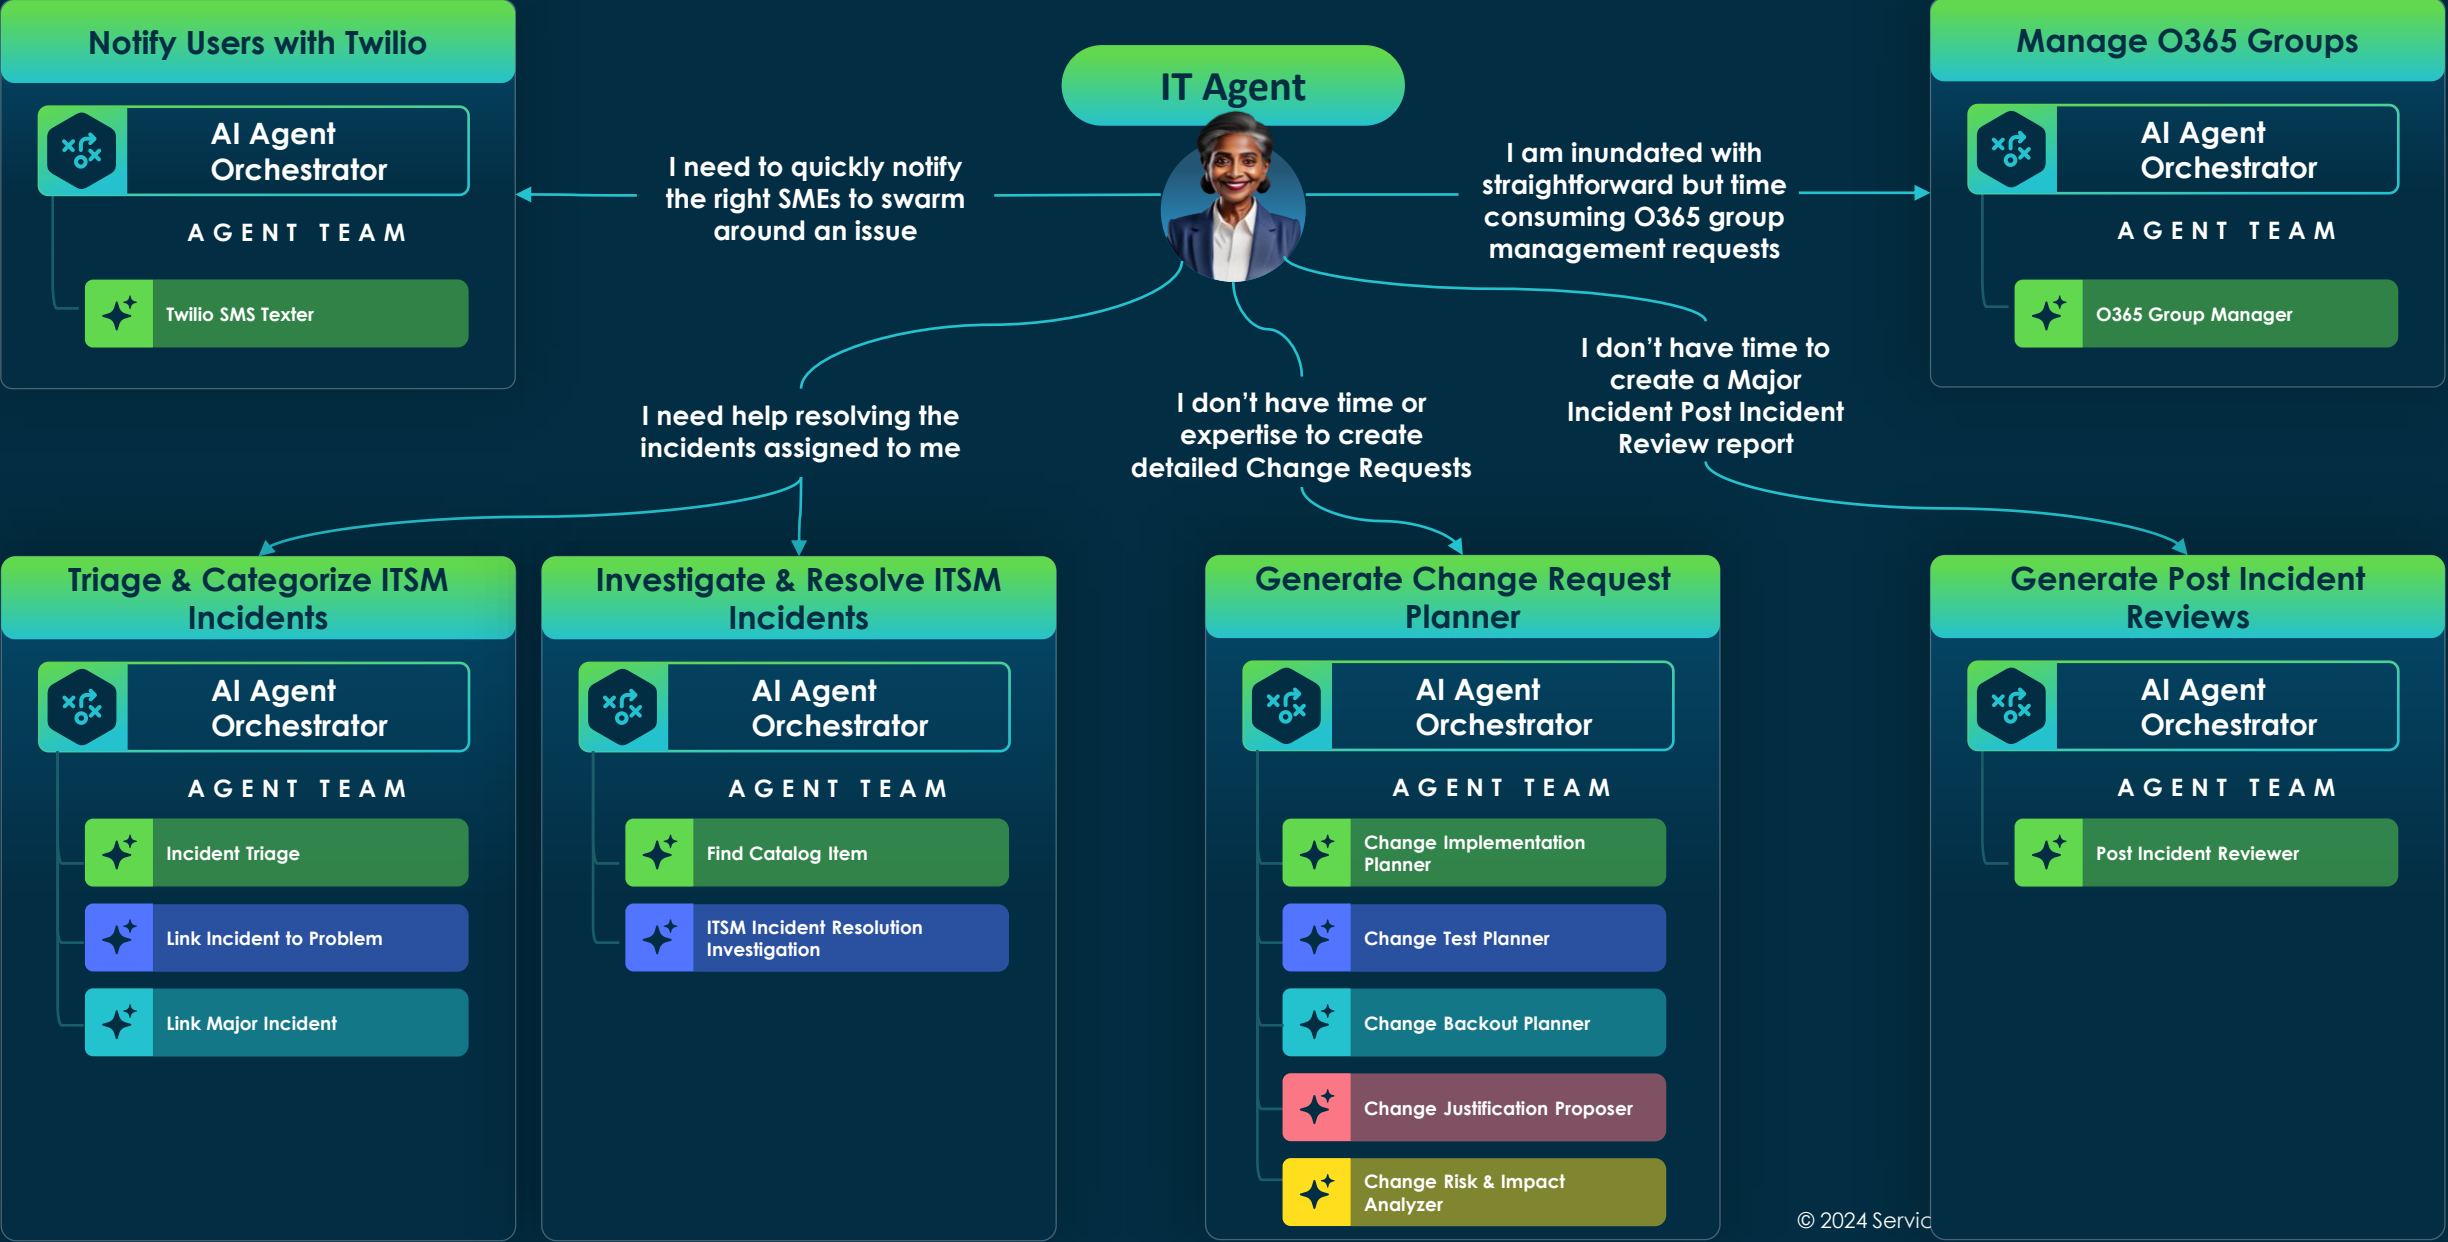 Notify Users with Twilio
AI Agent
Orchestrator
AGENT TEAM
Twilio SMS Texter
IT Agent
I need to quickly notify
the right SMEs to swarm
around an issue
I am inundated with
straightforward but time
consuming O365 group
management requests
Manage O365 Groups
AI Agent
Orchestrator
AGENT TEAM
O365 Group Manager
I need help resolving the
incidents assigned to me
I don't have time or
expertise to create
detailed Change Requests
I don't have time to
create a Major
Incident Post Incident
Review report
Triage & Categorize ITSM
Incidents
AI Agent
Orchestrator
AGENT TEAM
Incident Triage
Link Incident to Problem
Link Major Incident
Investigate & Resolve ITSM
Incidents
AI Agent
Orchestrator
AGENT TEAM
Find Catalog Item
ITSM Incident Resolution
Investigation
Generate Change Request
Planner
AI Agent
Orchestrator
AGENT TEAM
Change Implementation
Planner
Change Test Planner
Change Backout Planner
Change Justification Proposer
Change Risk & Impact
Analyzer
Generate Post Incident
Reviews
AI Agent
Orchestrator
AGENT TEAM
Post Incident Reviewer
© 2024 Servic